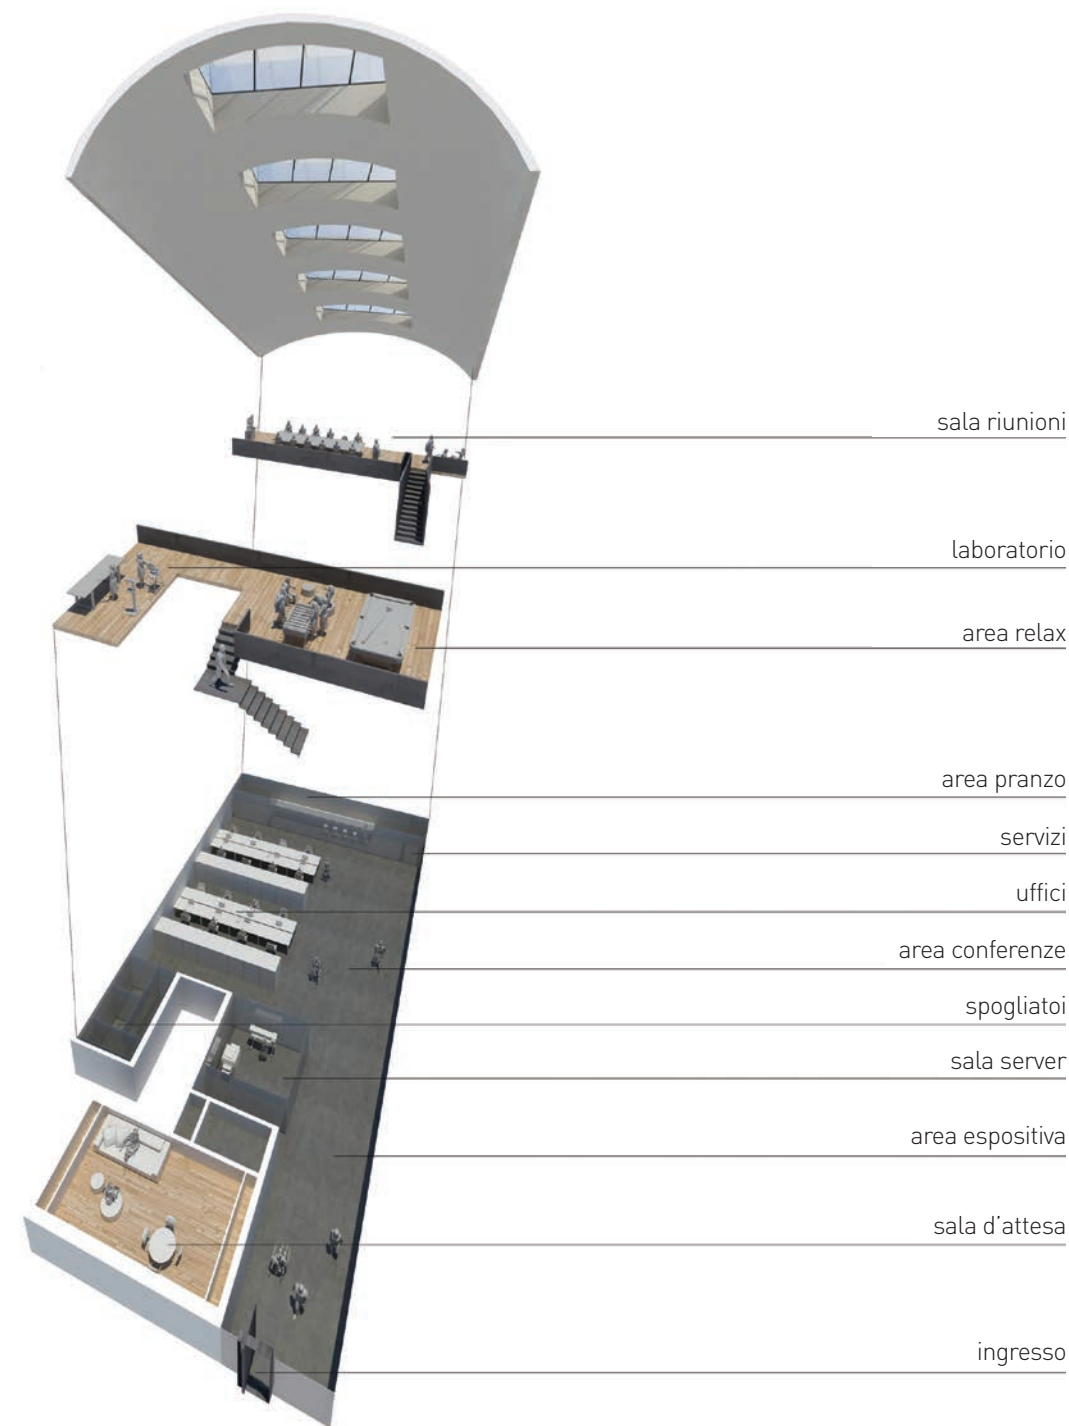 sala riunioni
laboratorio
area relax
area pranzo
servizi
uffici
area conferenze
spogliatoi
sala server
area espositiva
sala d'attesa
ingresso